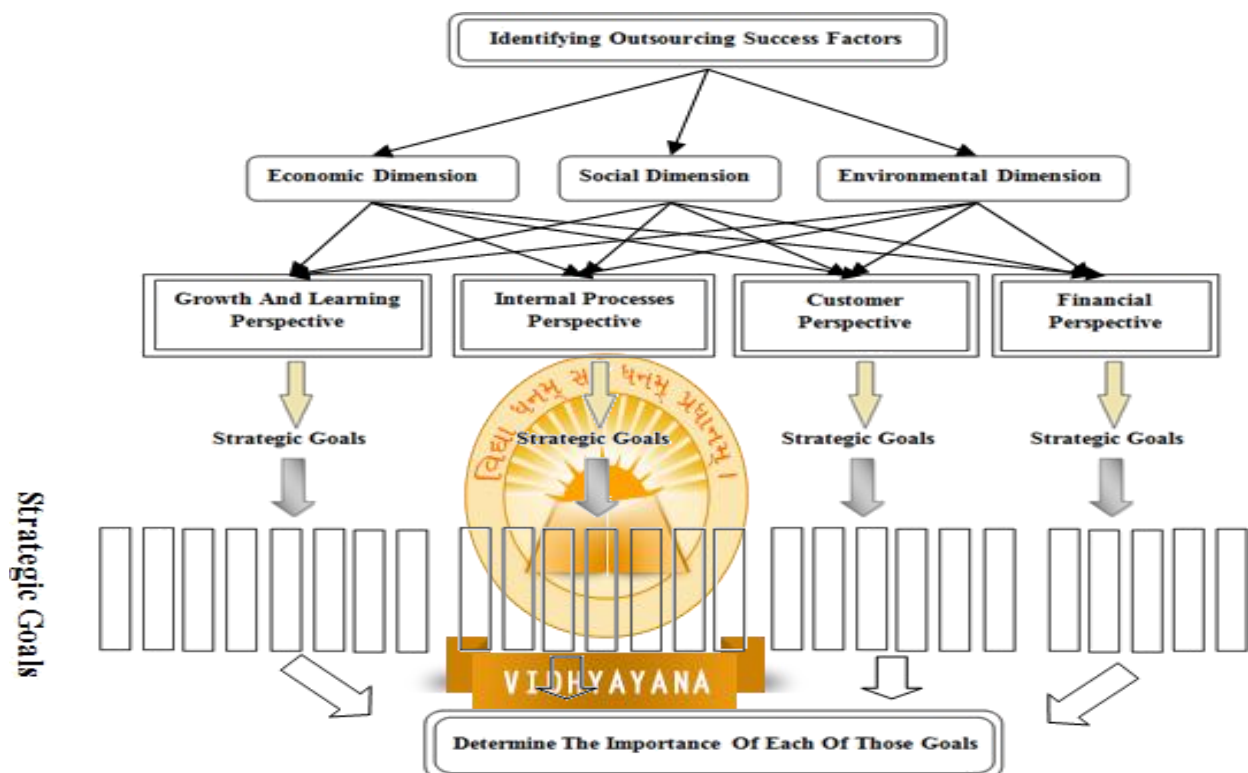 Identifying Outsourcing Success Factors
Economic Dimension
Social Dimension
Environmental Dimension
Growth And Learning
Perspective
Internal Processes
Perspective
Customer
Perspective
Financial
Perspective
Strategic Goals
Strategic Goals
Strategic Goals
Strategic Goals
Strategic Goals
VIDHYAYANA
Determine The Importance Of Each Of Those Goals